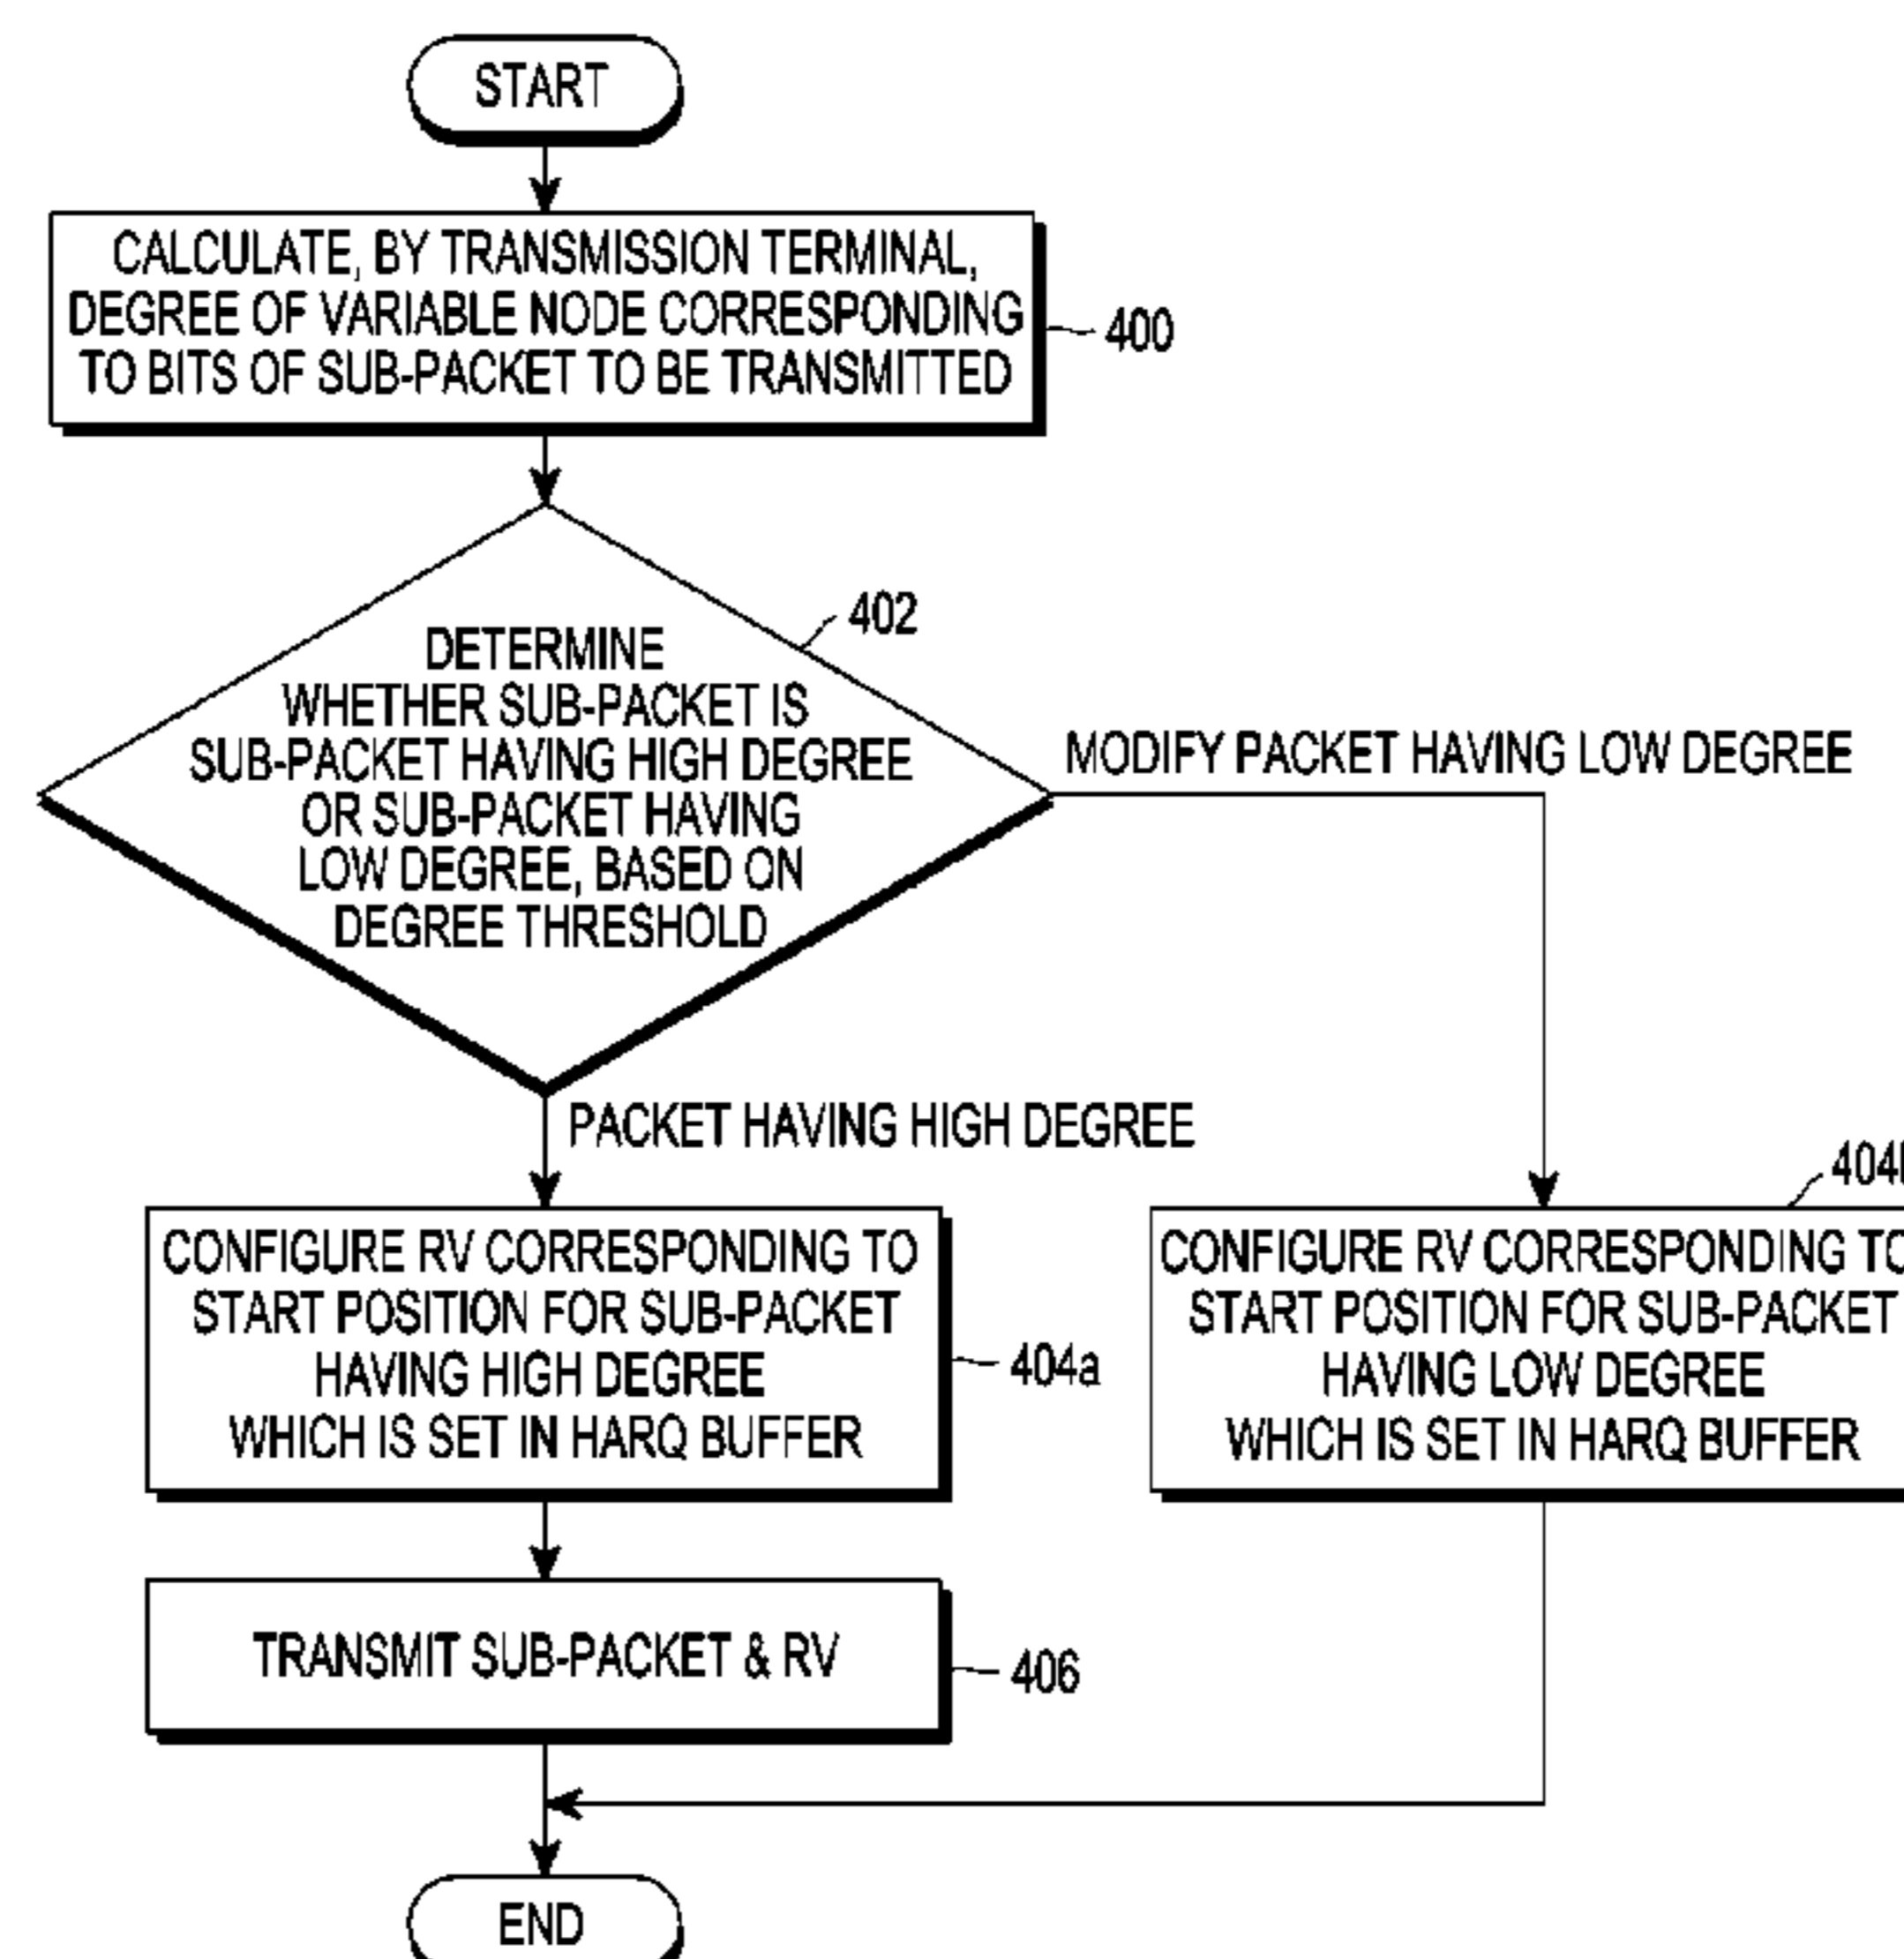 START
CALCULATE, BY TRANSMISSION TERMINAL,
DEGREE OF VARIABLE NODE CORRESPONDING
TO BITS OF SUB-PACKET TO BE TRANSMITTED
400
402
DETERMINE
WHETHER SUB-PACKET IS
SUB-PACKET HAVING HIGH DEGREE
OR SUB-PACKET HAVING
LOW DEGREE, BASED ON
DEGREE THRESHOLD
MODIFY PACKET HAVING LOW DEGREE
PACKET HAVING HIGH DEGREE
CONFIGURE RV CORRESPONDING TO
START POSITION FOR SUB-PACKET
HAVING HIGH DEGREE
WHICH IS SET IN HARQ BUFFER
404a
CONFIGURE RV CORRESPONDING TO
START POSITION FOR SUB-PACKET
HAVING LOW DEGREE
WHICH IS SET IN HARQ BUFFER
TRANSMIT SUB-PACKET & RV
406
END